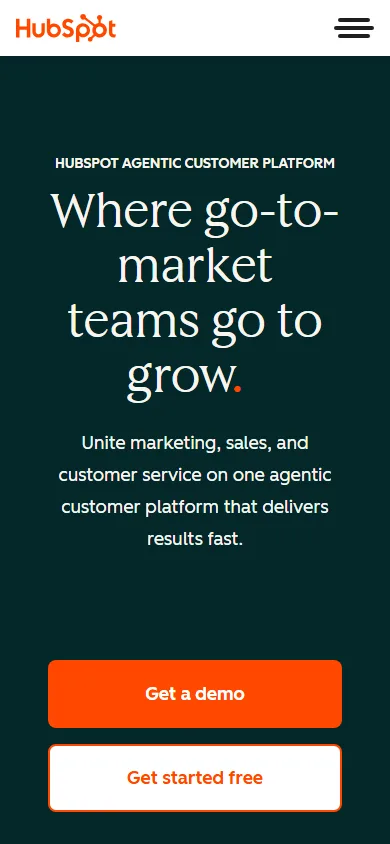 HubSpot
HUBSPOT AGENTIC CUSTOMER PLATFORM
Where go-to-
market
teams go to
grow.
Unite marketing, sales, and
customer service on one agentic
customer platform that delivers
results fast.
Get a demo
Get started free